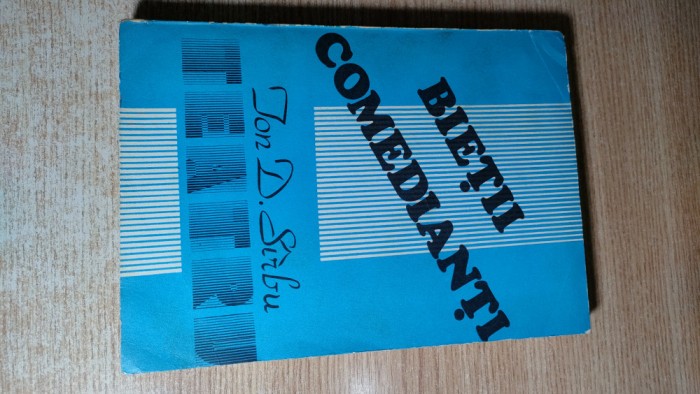 TEATRU
Ion D. Sîrbu
BIEȚII
COMEDIANȚI